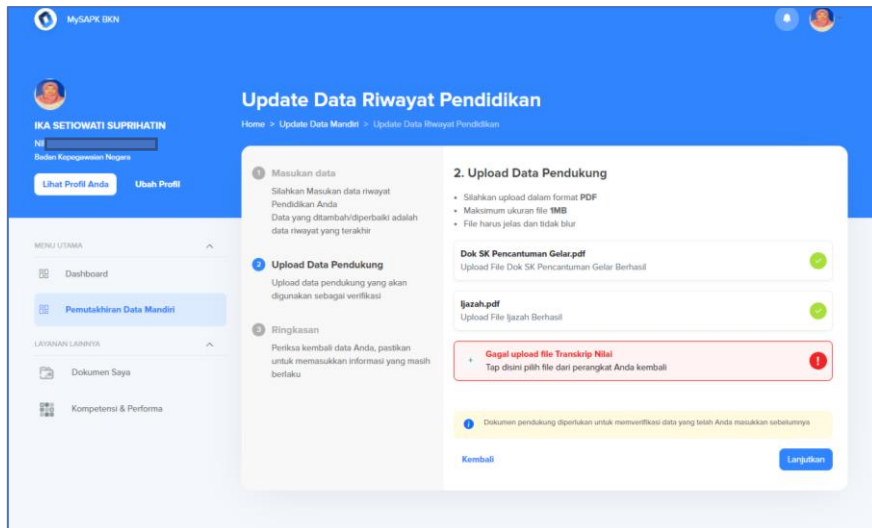 MySAPK BKN
IKA SETIOWATI SUPRIHATIN
Badan Kepegawaian Negara
Lihat Profil Anda
Ubah Profil
MENU UTAMA
Dashboard
Pemutakhiran Data Mandiri
LAYANAN LAINNYA
Dokumen Saya
Kompetensi & Performa
Update Data Riwayat Pendidikan
Home > Update Data Mandiri > Update Data Riwayat Pendidikan
1 Masukan data
Silahkan Masukan data riwayat
Pendidikan Anda
Data yang ditambah/diperbaiki adalah
data riwayat yang terakhir
2 Upload Data Pendukung
Upload data pendukung yang akan
digunakan sebagai verifikasi
3 Ringkasan
Periksa kembali data Anda, pastikan
untuk memasukkan informasi yang masih
berlaku
2. Upload Data Pendukung
• Silahkan upload dalam format PDF
• Maksimum ukuran file 1MB
• File harus jelas dan tidak blur
Dok SK Pencantuman Gelar.pdf
Upload File Dok SK Pencantuman Gelar Berhasil
Ijazah.pdf
Upload File Ijazah Berhasil
+ Gagal upload file Transkrip Nilai
Tap disini pilih file dari perangkat Anda kembali
Dokumen pendukung diperlukan untuk memverifikasi data yang telah Anda masukkan sebelumnya
Kembali
Lanjutkan